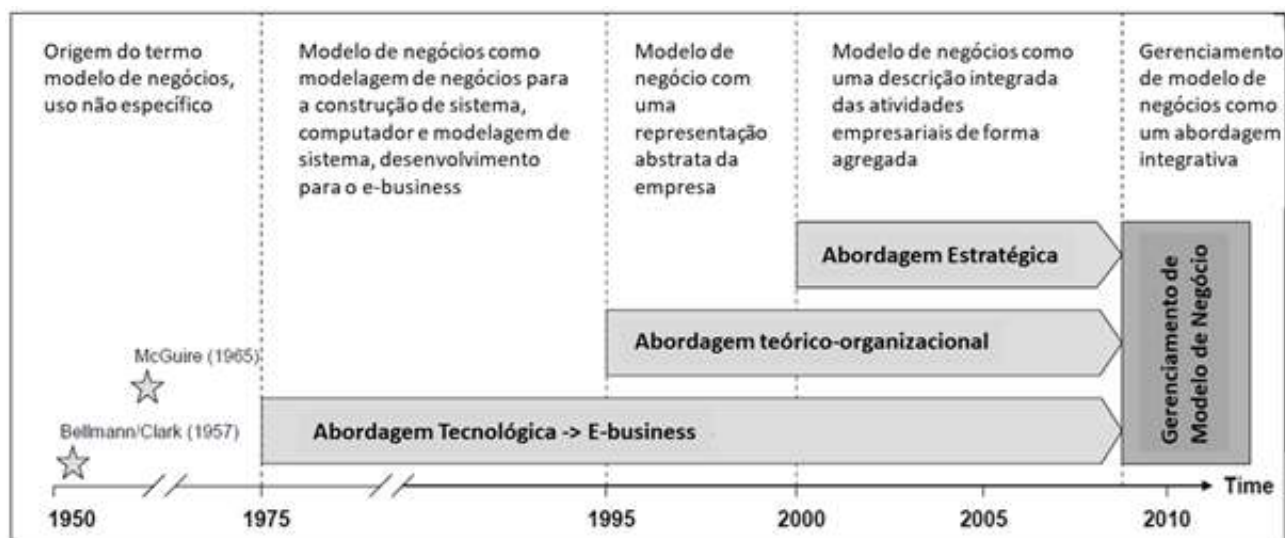 Origem do termo
modelo de negócios,
uso não específico
Modelo de negócios como
modelagem de negócios para
a construção de sistema,
computador e modelagem de
sistema, desenvolvimento
para o e-business
Modelo de
negócio com
uma
representação
abstrata da
empresa
Modelo de negócios como
uma descrição integrada
das atividades
empresariais de forma
agregada
Gerenciamento
de modelo de
negócios como
um abordagem
integrativa
Abordagem Estratégica
Abordagem teórico-organizacional
Abordagem Tecnológica -> E-business
Gerenciamento de
Modelo de Negócio
McGuire (1965)
Bellmann/Clark (1957)
Time
1950
1975
1995
2000
2005
2010